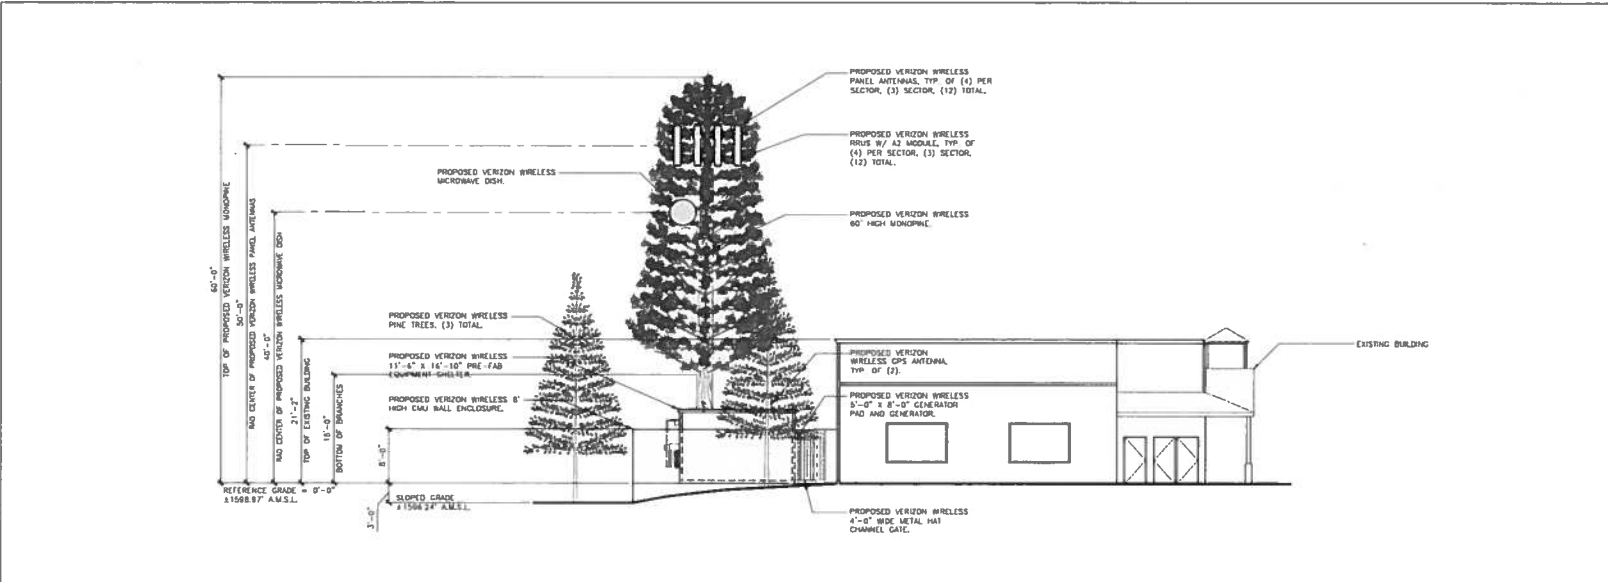 PROPOSED VERIZON WIRELESS
PANEL ANTENNAS, TYP OF (4) PER
SECTOR, (3) SECTOR, (12) TOTAL.
PROPOSED VERIZON WIRELESS
RRUS W/ A2 MODULE, TYP OF
(4) PER SECTOR, (3) SECTOR,
(12) TOTAL.
PROPOSED VERIZON WIRELESS
MICROWAVE DISH.
PROPOSED VERIZON WIRELESS
60' HIGH MONOPINE.
60'-0"
TOP OF PROPOSED VERIZON WIRELESS MONOPINE
50'-0"
RAD CENTER OF PROPOSED VERIZON WIRELESS PANEL ANTENNAS
40'-0"
RAD CENTER OF PROPOSED VERIZON WIRELESS MICROWAVE DISH
21'-2"
TOP OF EXISTING BUILDING
BOTTOM OF BRANCHES
8'-0"
3'-0"
PROPOSED VERIZON WIRELESS
PINE TREES, (3) TOTAL.
PROPOSED VERIZON WIRELESS
11'-6" X 16'-10" PRE-FAB
EQUIPMENT SHELTER.
PROPOSED VERIZON WIRELESS 8'
HIGH CMU WALL ENCLOSURE.
PROPOSED VERIZON
WIRELESS GPS ANTENNA,
TYP OF (2).
PROPOSED VERIZON WIRELESS
5'-0" X 8'-0" GENERATOR
PAD AND GENERATOR.
EXISTING BUILDING
REFERENCE GRADE = 0'-0"
±1598.97' A.M.S.L.
SLOPED GRADE
±1596.24' A.M.S.L.
PROPOSED VERIZON WIRELESS
4'-0" WIDE METAL HAT
CHANNEL GATE.